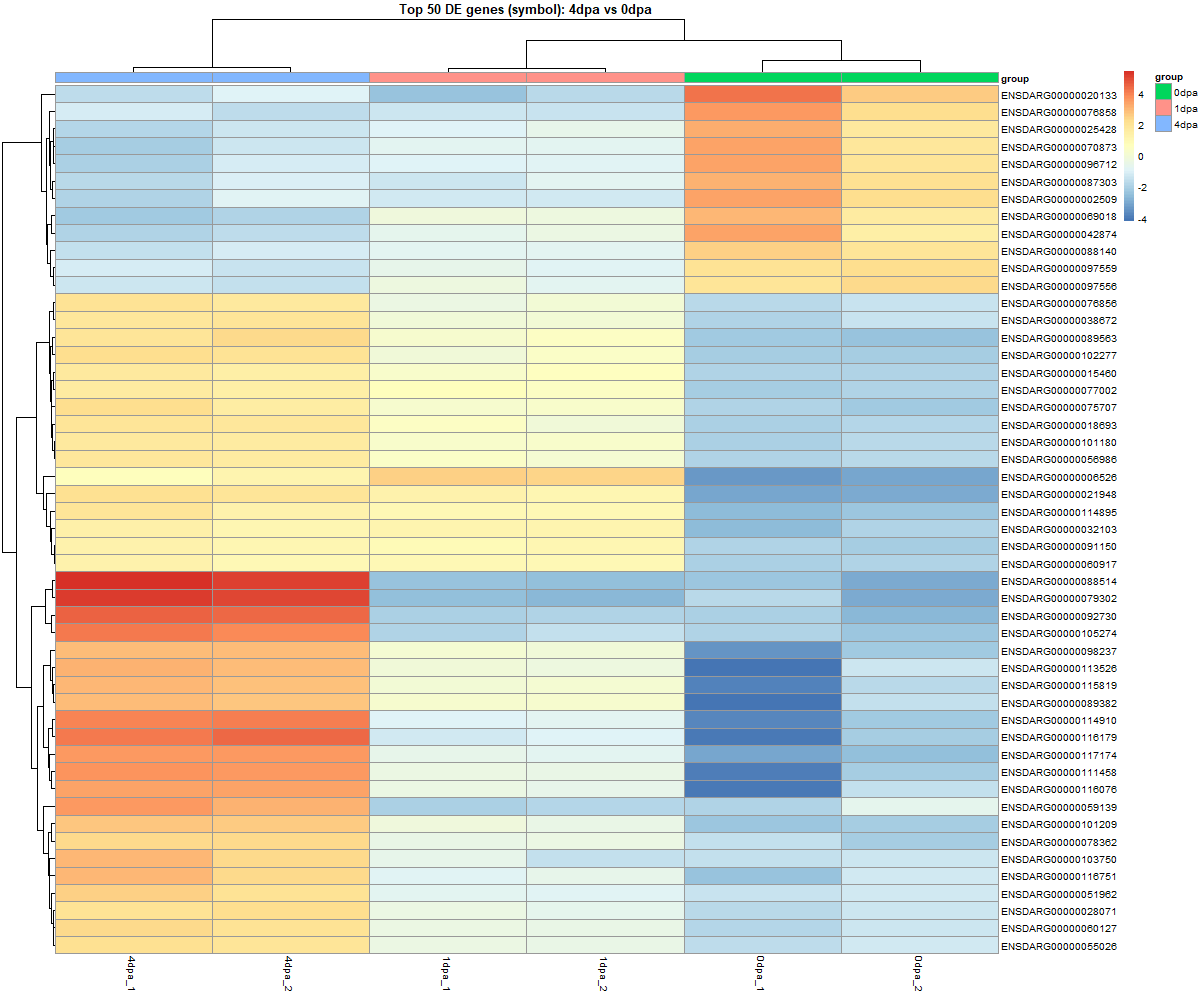 Top 50 DE genes (symbol): 4dpa vs 0dpa
group
ENSDARG00000020133
ENSDARG00000076858
ENSDARG00000025428
ENSDARG00000070873
ENSDARG00000096712
ENSDARG00000087303
ENSDARG00000002509
ENSDARG00000069018
ENSDARG00000042874
ENSDARG00000088140
ENSDARG00000097559
ENSDARG00000097556
ENSDARG00000076856
ENSDARG00000038672
ENSDARG00000089563
ENSDARG00000102277
ENSDARG00000015460
ENSDARG00000077002
ENSDARG00000075707
ENSDARG00000018693
ENSDARG00000101180
ENSDARG00000056986
ENSDARG00000006526
ENSDARG00000021948
ENSDARG00000114895
ENSDARG00000032103
ENSDARG00000091150
ENSDARG00000060917
ENSDARG00000088514
ENSDARG00000079302
ENSDARG00000092730
ENSDARG00000105274
ENSDARG00000098237
ENSDARG00000113526
ENSDARG00000115819
ENSDARG00000089382
ENSDARG00000114910
ENSDARG00000116179
ENSDARG00000117174
ENSDARG00000111458
ENSDARG00000116076
ENSDARG00000059139
ENSDARG00000101209
ENSDARG00000078362
ENSDARG00000103750
ENSDARG00000116751
ENSDARG00000051962
ENSDARG00000028071
ENSDARG00000060127
ENSDARG00000055026
4dpa_1
4dpa_2
1dpa_1
1dpa_2
0dpa_1
0dpa_2
4
2
0
-2
-4
group
0dpa
1dpa
4dpa